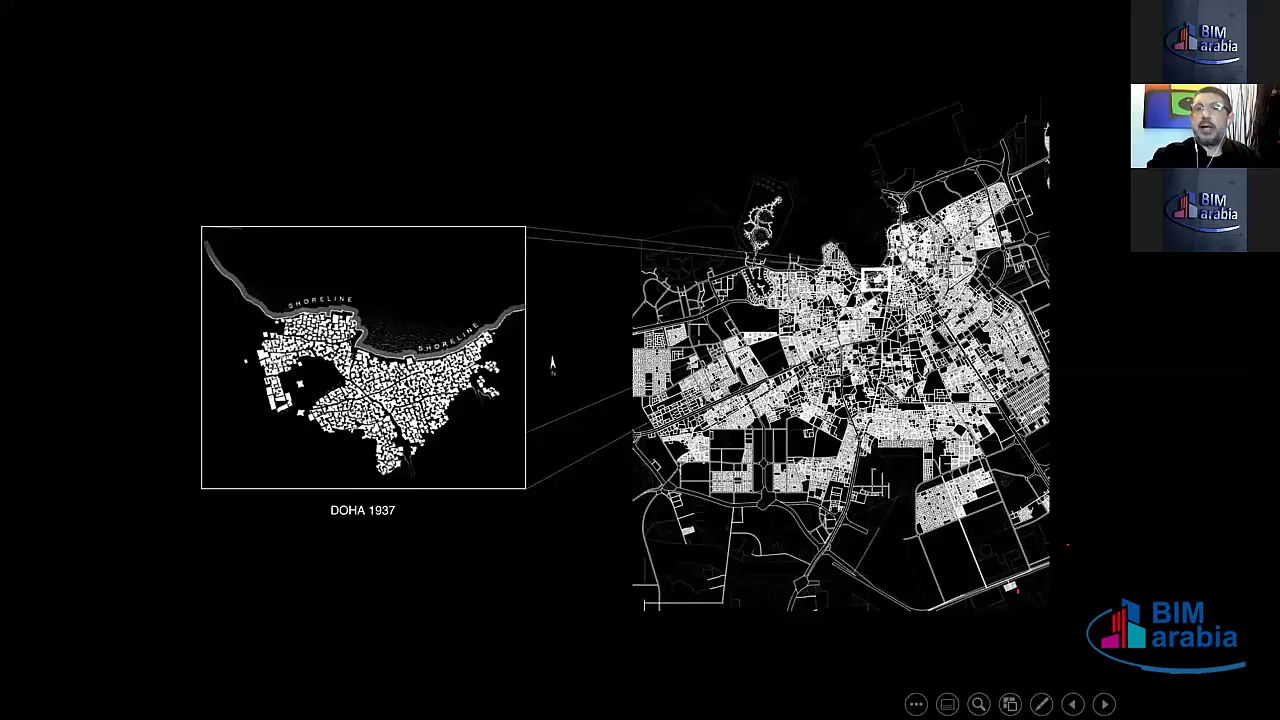 BIM
arabia
BIM
arabia
SHORELINE
SHORELINE
N
DOHA 1937
BIM
arabia